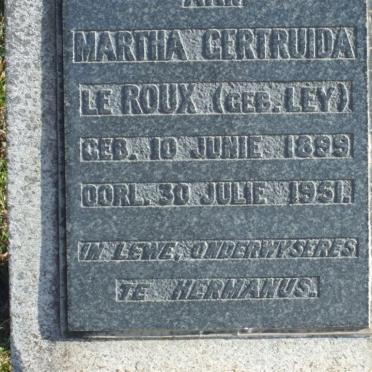 MARTHA GERTRUIDA
LE ROUX (GEB. LEY)
GEB. 10 JUNIE 1899
OORL. 30 JULIE 1951.
IN LEWE, ONDERWYSERES
TE HERMANUS.